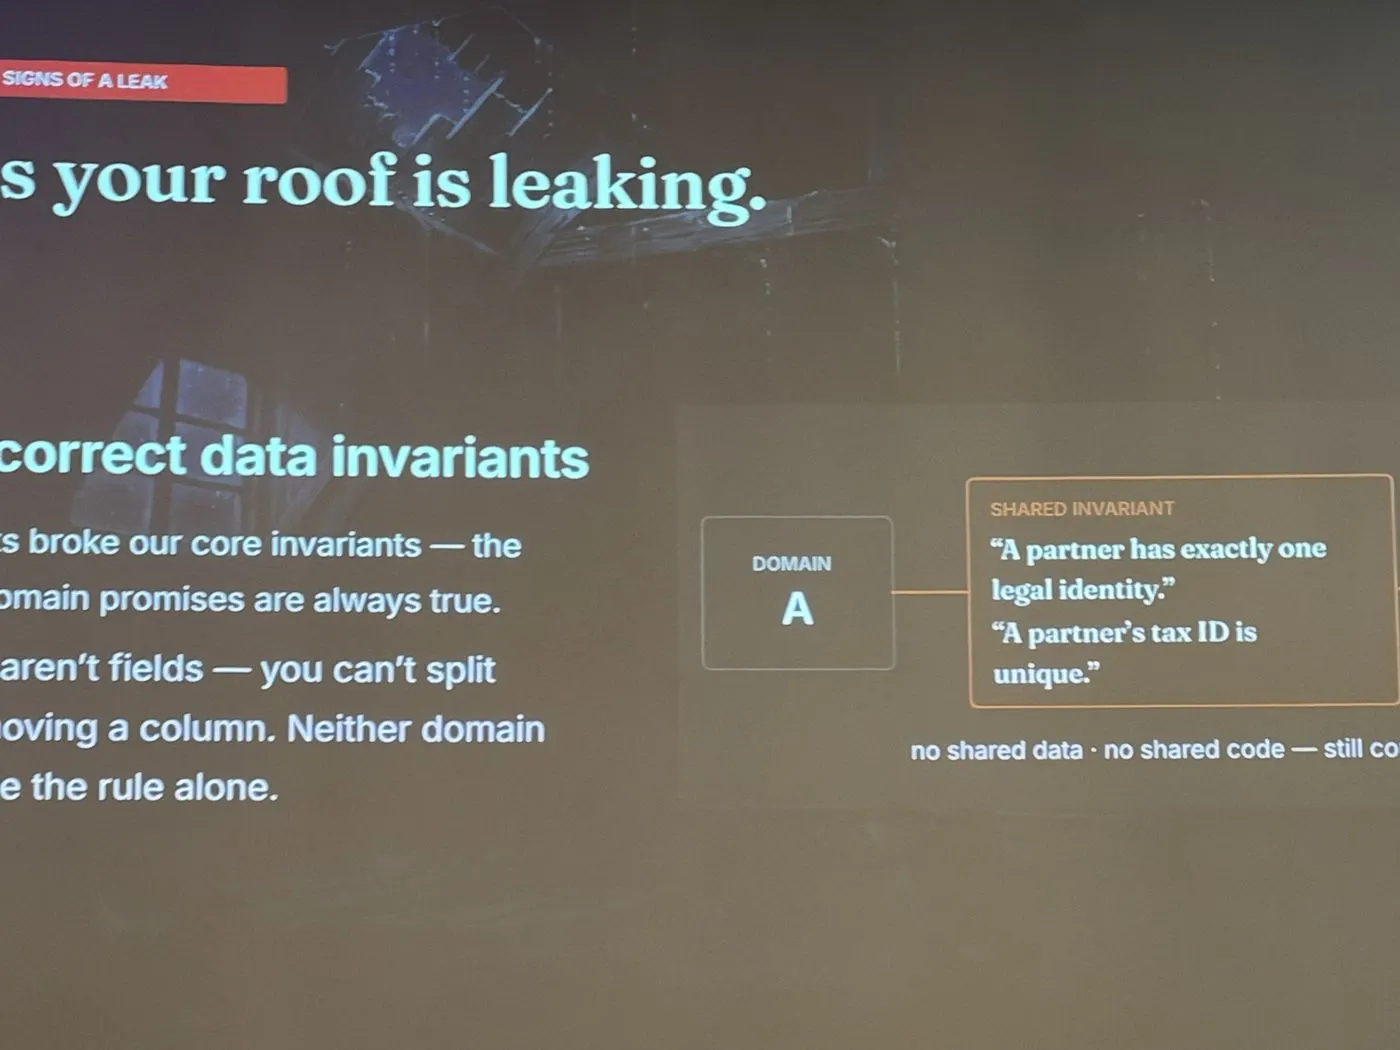 SIGNS OF A LEAK
s your roof is leaking.
correct data invariants
s broke our core invariants — the
omain promises are always true.
aren't fields — you can't split
oving a column. Neither domain
e the rule alone.
DOMAIN
A
SHARED INVARIANT
“A partner has exactly one
legal identity.”
“A partner’s tax ID is
unique.”
no shared data · no shared code — still co